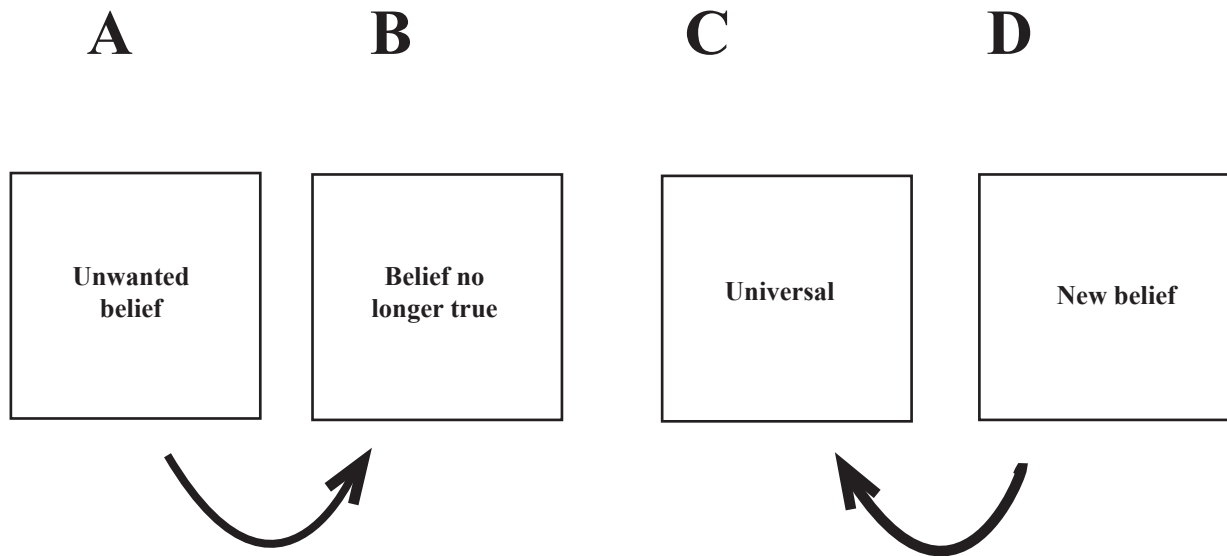 A B C D
Unwanted
belief
Belief no
longer true
Universal
New belief